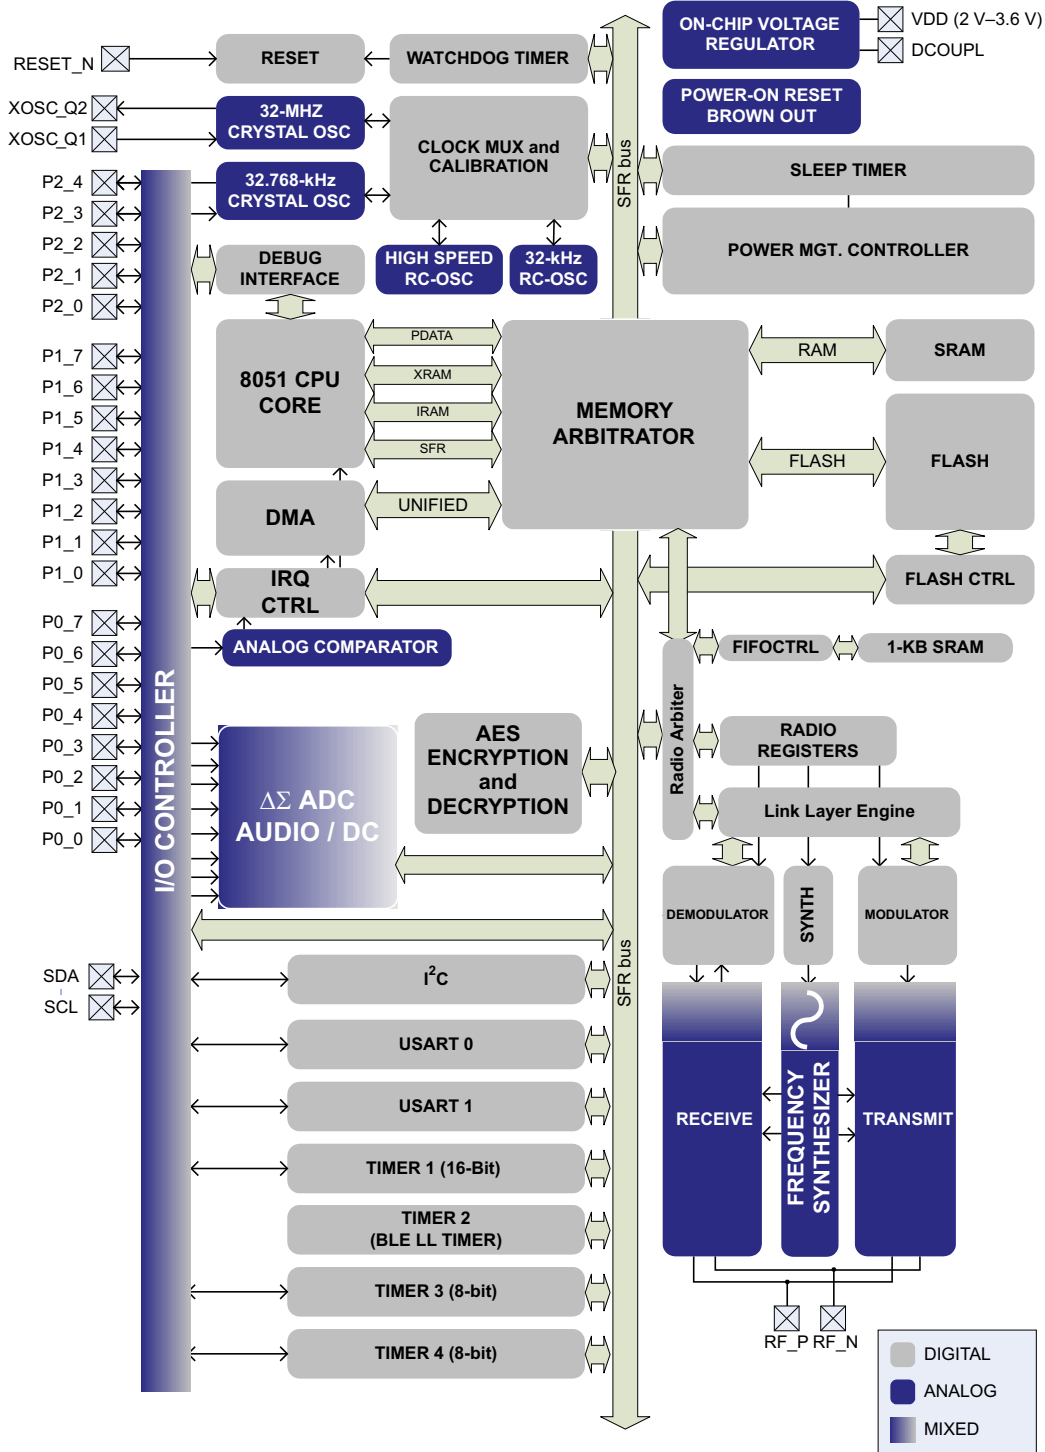 ON-CHIP VOLTAGE
REGULATOR
VDD (2 V–3.6 V)
DCOUPL
RESET_N
RESET
WATCHDOG TIMER
POWER-ON RESET
BROWN OUT
XOSC_Q2
XOSC_Q1
32-MHZ
CRYSTAL OSC
CLOCK MUX and
CALIBRATION
SFR bus
SLEEP TIMER
32.768-kHz
CRYSTAL OSC
P2_4
P2_3
P2_2
P2_1
P2_0
POWER MGT. CONTROLLER
DEBUG
INTERFACE
HIGH SPEED
RC-OSC
32-kHz
RC-OSC
P1_7
P1_6
P1_5
P1_4
P1_3
P1_2
P1_1
P1_0
8051 CPU
CORE
PDATA
XRAM
IRAM
SFR
MEMORY
ARBITRATOR
RAM
SRAM
FLASH
FLASH
DMA
UNIFIED
IRQ
CTRL
FLASH CTRL
P0_7
P0_6
P0_5
P0_4
P0_3
P0_2
P0_1
P0_0
ANALOG COMPARATOR
FIFOCTRL
1-KB SRAM
I/O CONTROLLER
Radio Arbiter
RADIO
REGISTERS
AES
ENCRYPTION
and
DECRYPTION
ΔΣ ADC
AUDIO / DC
Link Layer Engine
DEMODULATOR
SYNTH
MODULATOR
SDA
SCL
I2C
SFR bus
USART 0
USART 1
TIMER 1 (16-Bit)
TIMER 2
(BLE LL TIMER)
TIMER 3 (8-bit)
TIMER 4 (8-bit)
RECEIVE
FREQUENCY
SYNTHESIZER
TRANSMIT
RF_P
RF_N
DIGITAL
ANALOG
MIXED